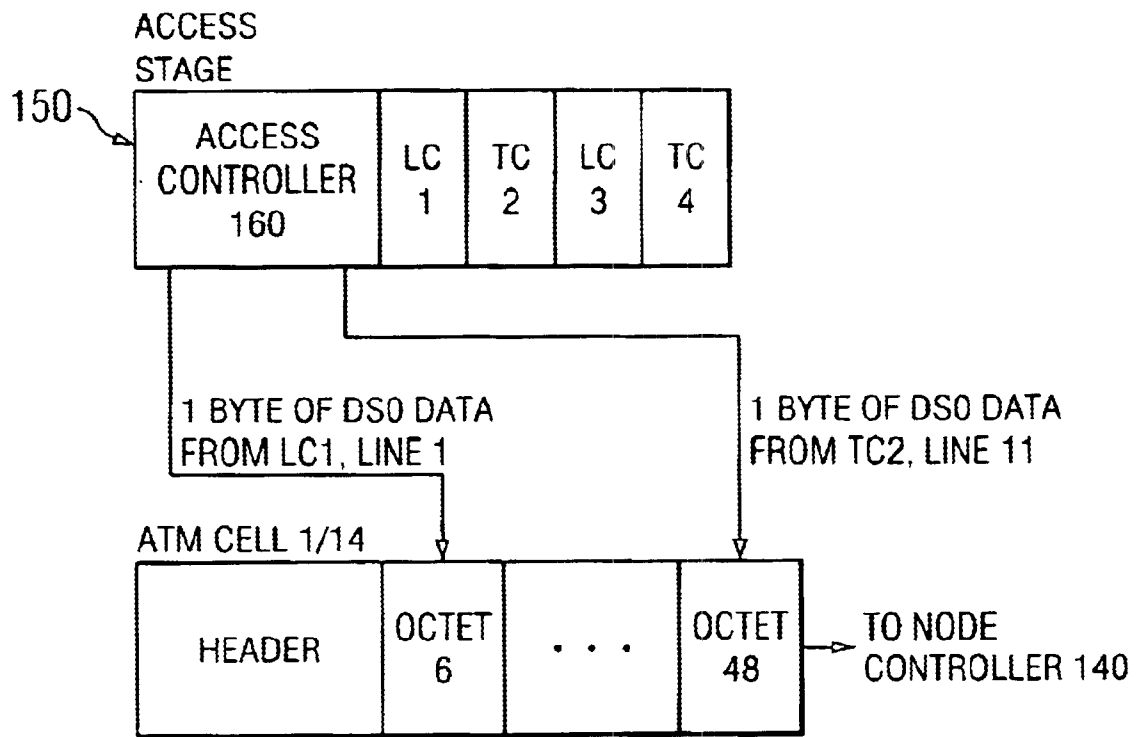 ACCESS
STAGE
150
ACCESS
CONTROLLER
160
LC
1
TC
2
LC
3
TC
4
1 BYTE OF DS0 DATA
FROM LC1, LINE 1
1 BYTE OF DS0 DATA
FROM TC2, LINE 11
ATM CELL 1/14
HEADER
OCTET
6
. . .
OCTET
48
TO NODE
CONTROLLER 140